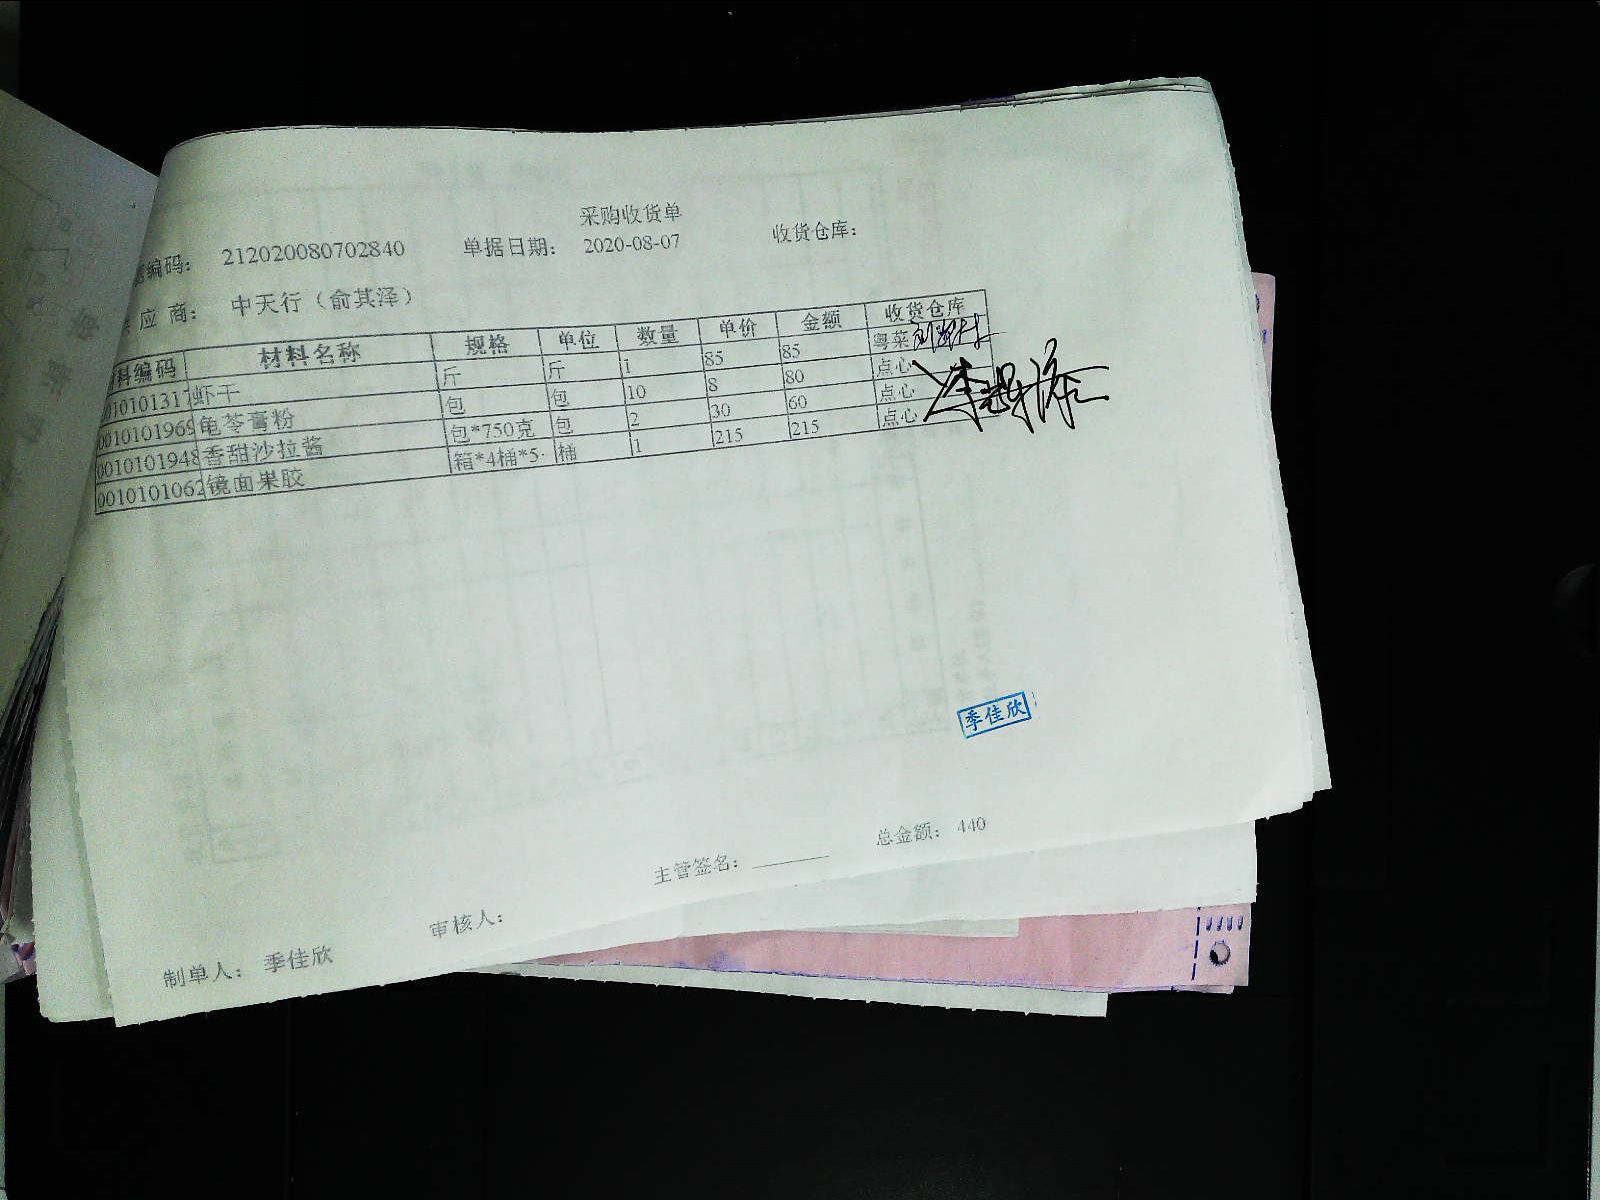 采购收货单
据编码： 212020080702840 单据日期： 2020-08-07 收货仓库：
供应商： 中天行（俞其泽）
料编码 材料名称 规格 单位 数量 单价 金额 收货仓库
010101317 虾干 斤 斤 1 85 85 粤菜
0010101969 龟苓膏粉 包 包 10 8 80 点心
0010101948 香甜沙拉酱 包*750克 包 2 30 60 点心
0010101062 镜面果胶 箱*4桶*5· 桶 1 215 215 点心
季佳欣
主管签名： 总金额： 440
制单人： 季佳欣 审核人：